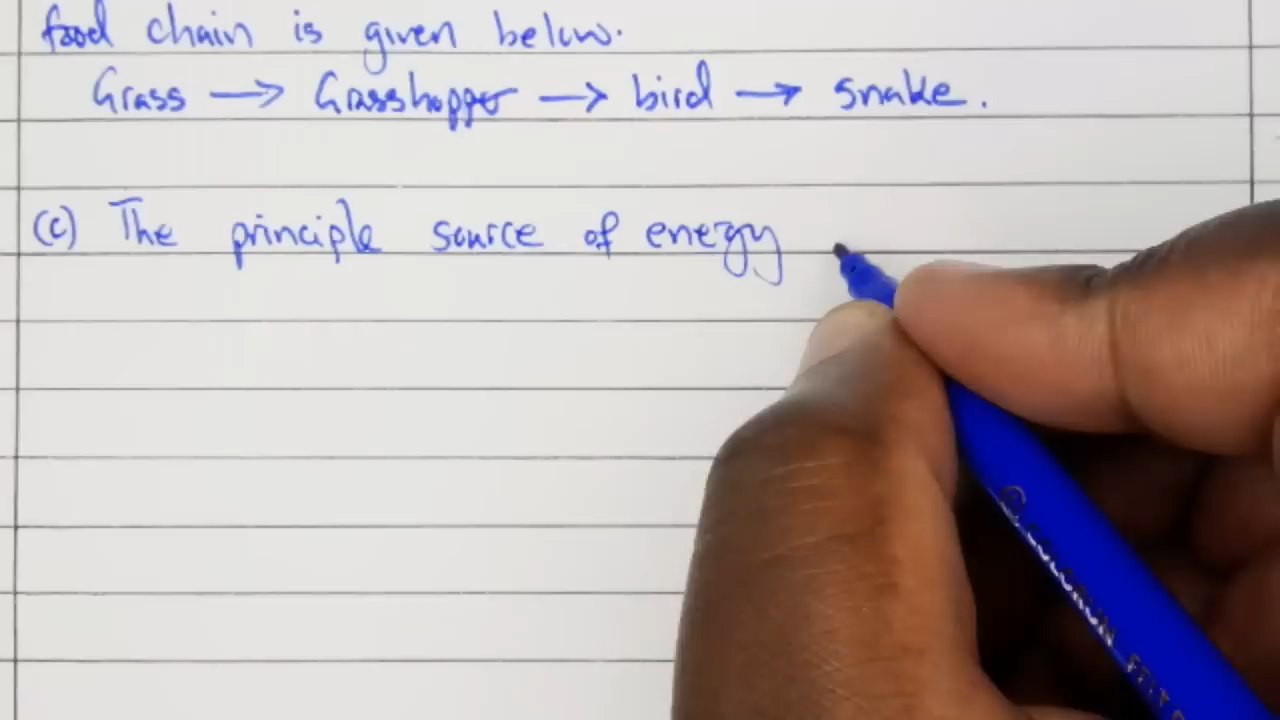 food chain is given below.
Grass → Grasshopper → bird → snake.
(c) The principle source of energy